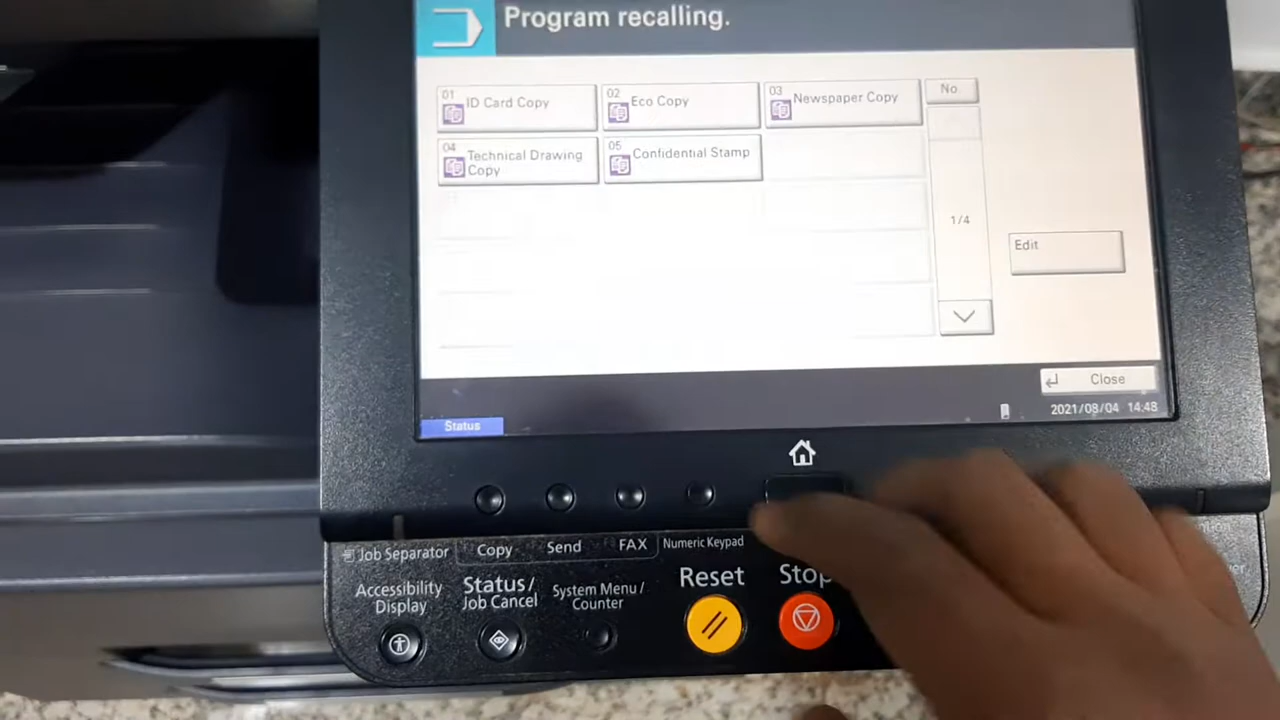 Program recalling.
01
ID Card Copy
02
Eco Copy
03
Newspaper Copy
No.
04
Technical Drawing
Copy
05
Confidential Stamp
1/4
Edit
Close
2021/08/04 14:48
Status
Job Separator
Copy
Send
FAX
Numeric Keypad
Accessibility
Display
Status/
Job Cancel
System Menu/
Counter
Reset
Stop